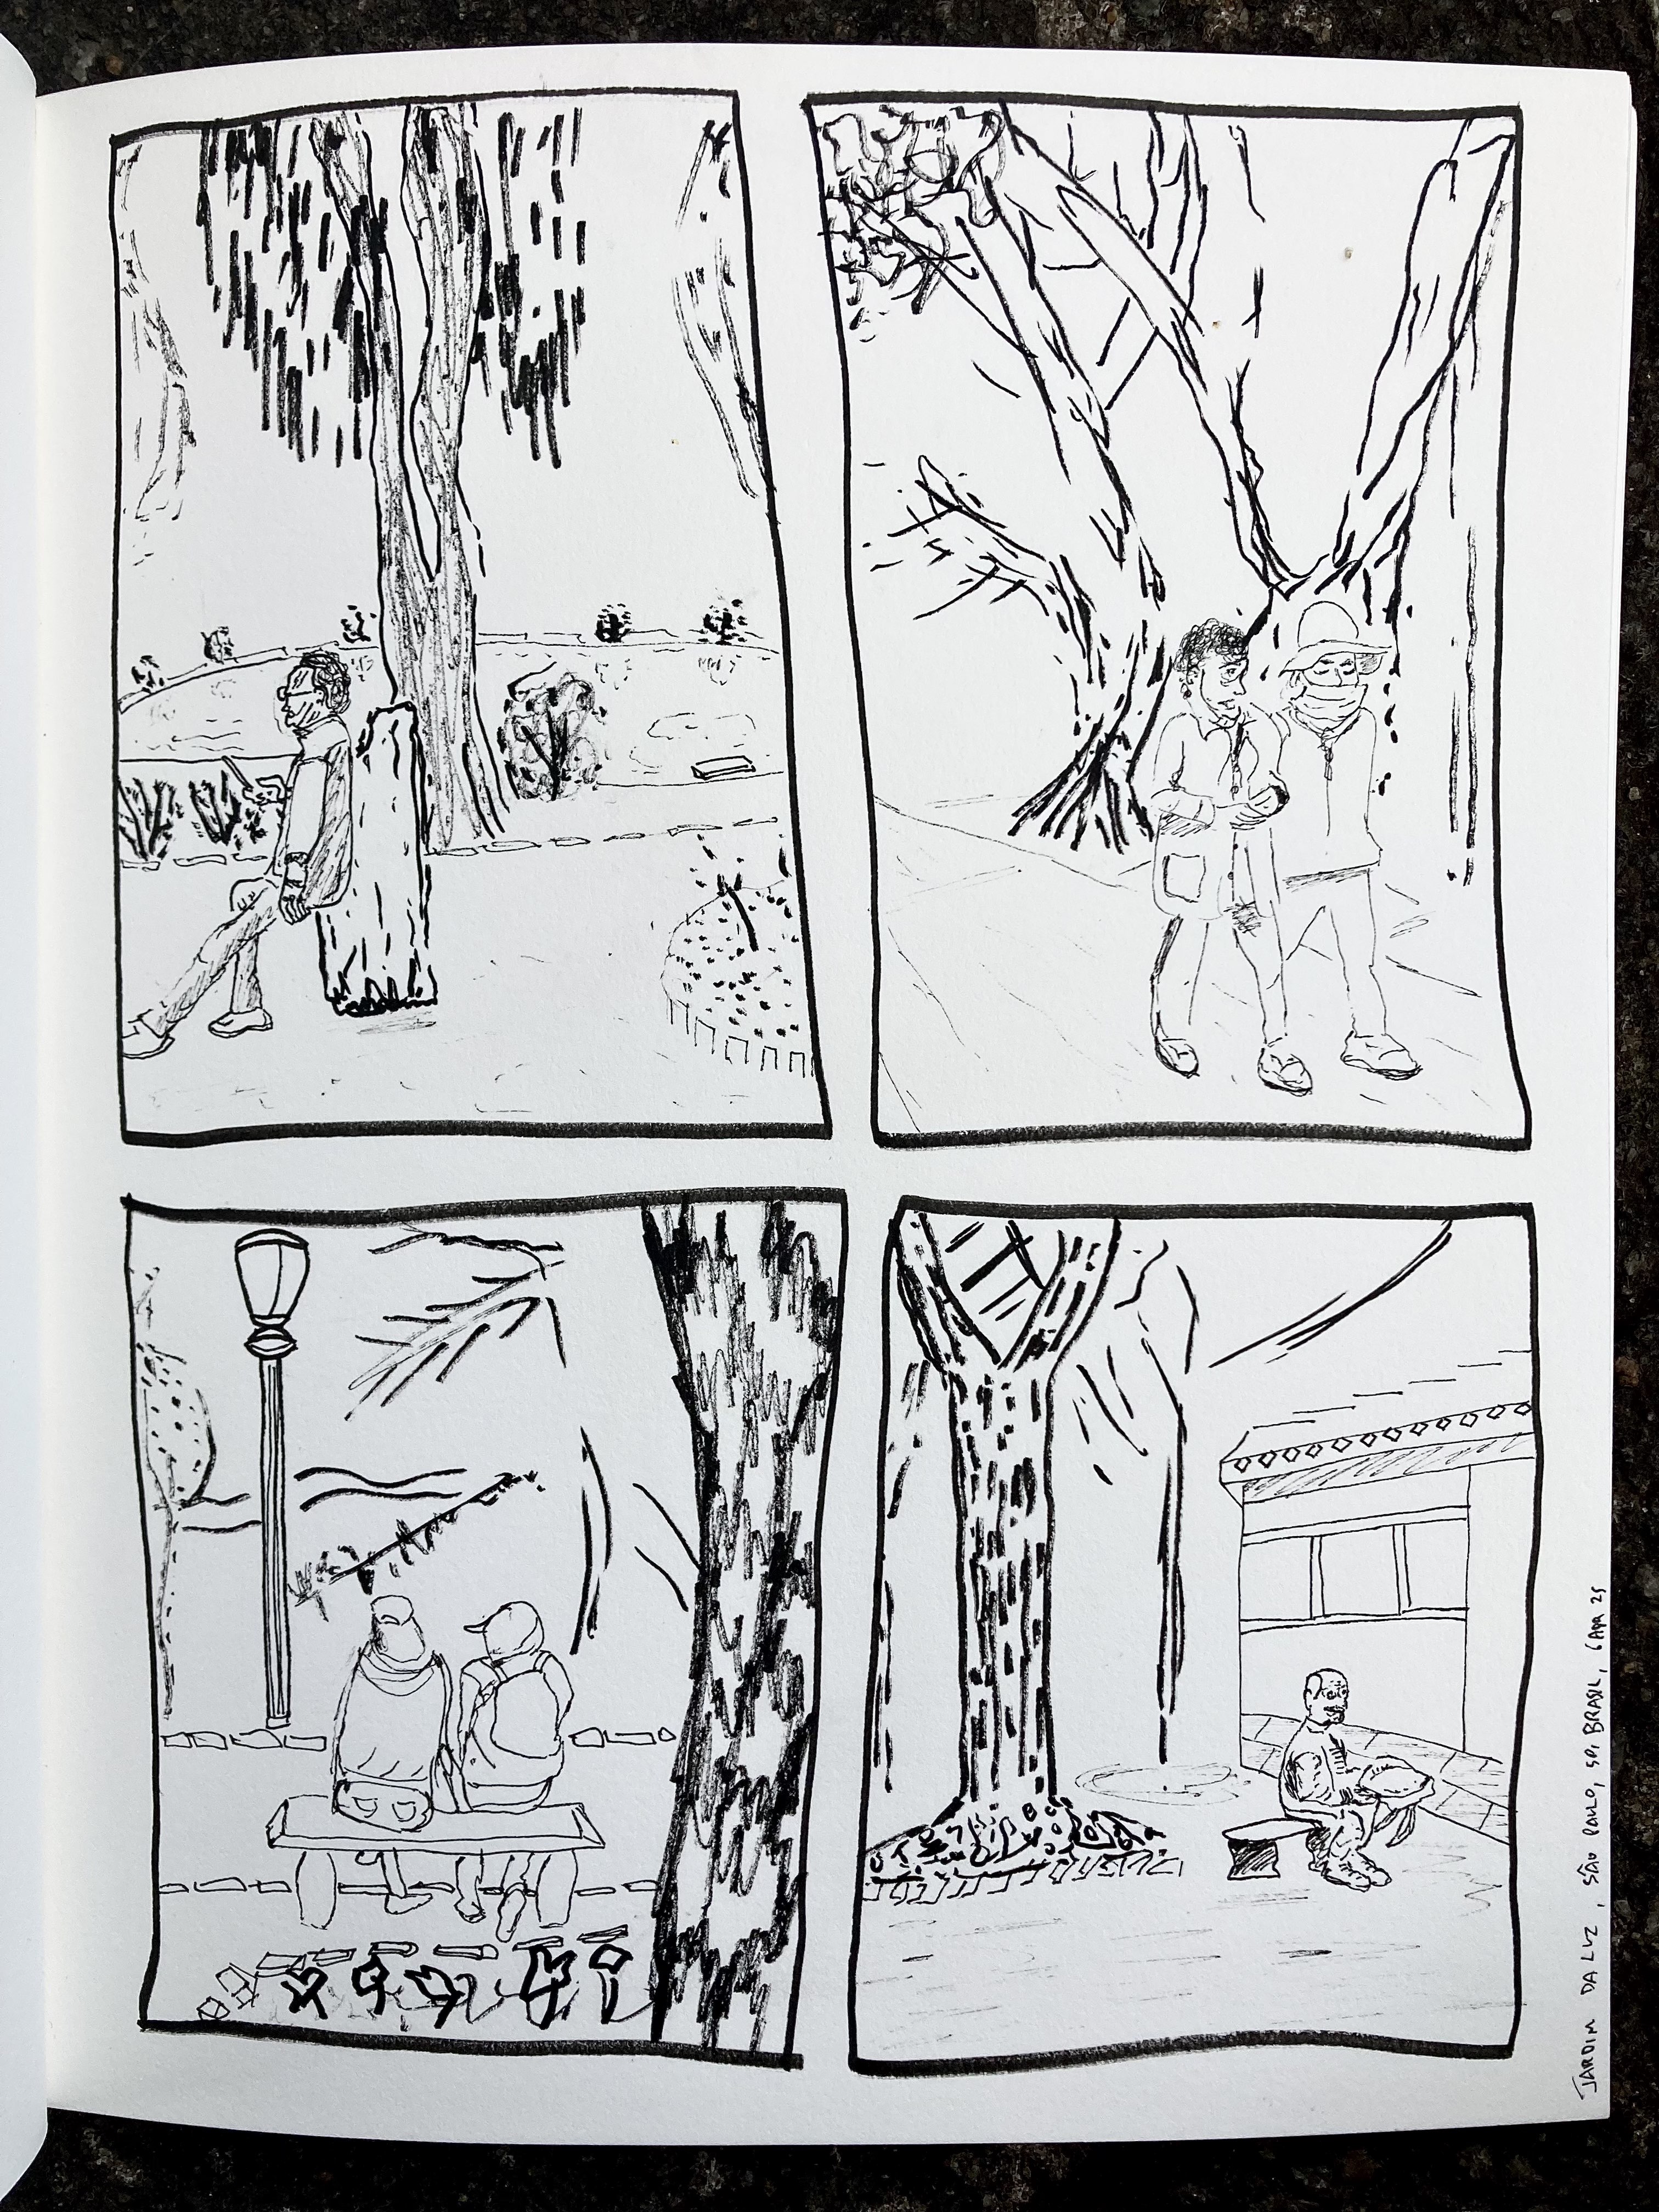 JARDIM DA LUZ, SÃO PAULO, SP, BRASIL, 6 APR 25